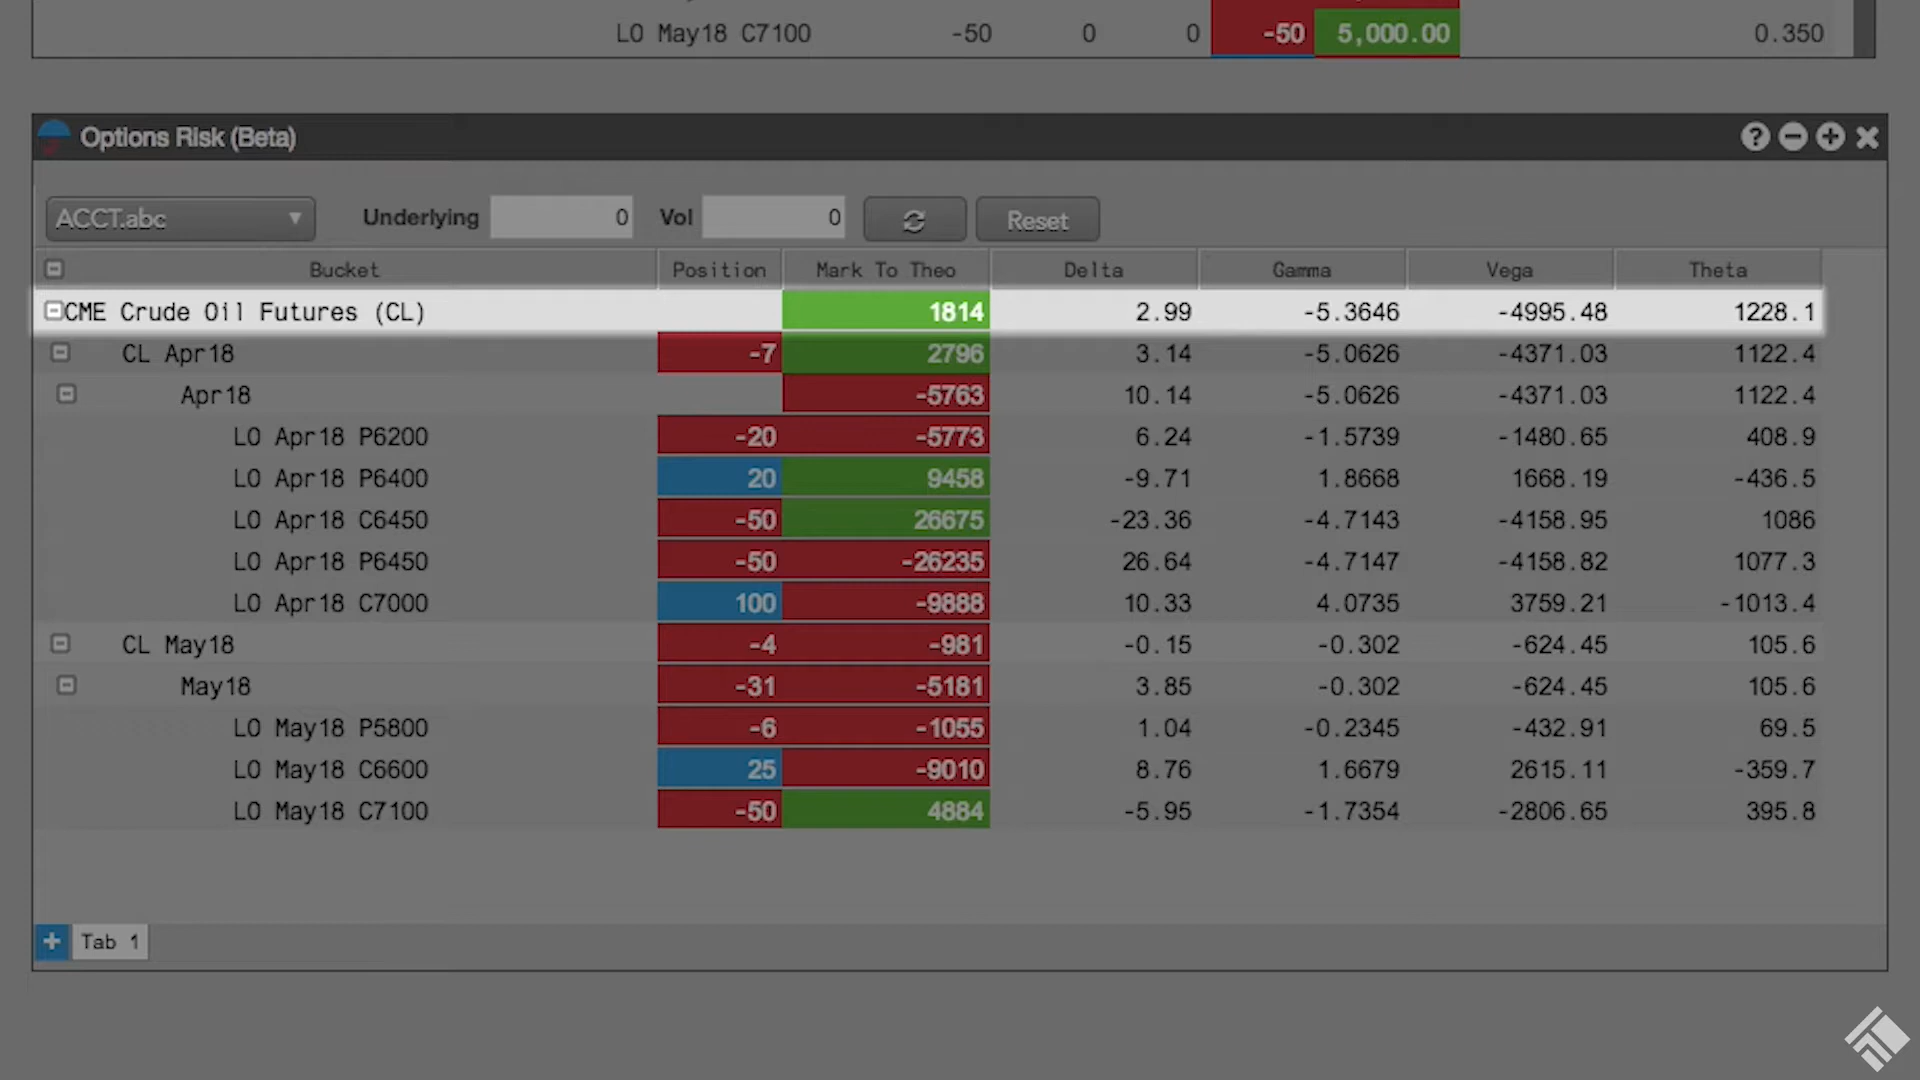 LO May18 C7100 -50 0 0 -50 5,000.00 0.350
Options Risk (Beta)
ACCT.abc Underlying 0 Vol 0 Reset
Bucket Position Mark To Theo Delta Gamma Vega Theta
CME Crude Oil Futures (CL) 1814 2.99 -5.3646 -4995.48 1228.1
CL Apr18 -7 2796 3.14 -5.0626 -4371.03 1122.4
Apr18 -5763 10.14 -5.0626 -4371.03 1122.4
LO Apr18 P6200 -20 -5773 6.24 -1.5739 -1480.65 408.9
LO Apr18 P6400 20 9458 -9.71 1.8668 1668.19 -436.5
LO Apr18 C6450 -50 26675 -23.36 -4.7143 -4158.95 1086
LO Apr18 P6450 -50 -26235 26.64 -4.7147 -4158.82 1077.3
LO Apr18 C7000 100 -9888 10.33 4.0735 3759.21 -1013.4
CL May18 -4 -981 -0.15 -0.302 -624.45 105.6
May18 -31 -5181 3.85 -0.302 -624.45 105.6
LO May18 P5800 -6 -1055 1.04 -0.2345 -432.91 69.5
LO May18 C6600 25 -9010 8.76 1.6679 2615.11 -359.7
LO May18 C7100 -50 4884 -5.95 -1.7354 -2806.65 395.8
Tab 1